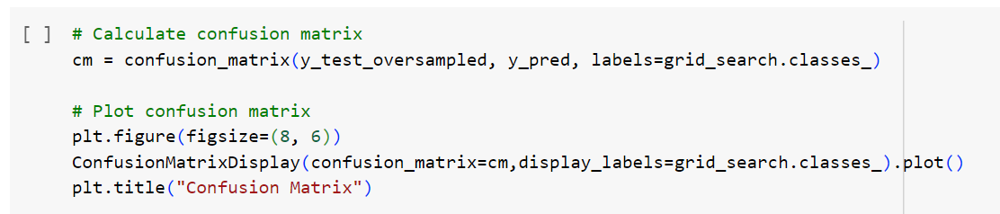 [ ] # Calculate confusion matrix
cm = confusion_matrix(y_test_oversampled, y_pred, labels=grid_search.classes_)
# Plot confusion matrix
plt.figure(figsize=(8, 6))
ConfusionMatrixDisplay(confusion_matrix=cm,display_labels=grid_search.classes_).plot()
plt.title("Confusion Matrix")